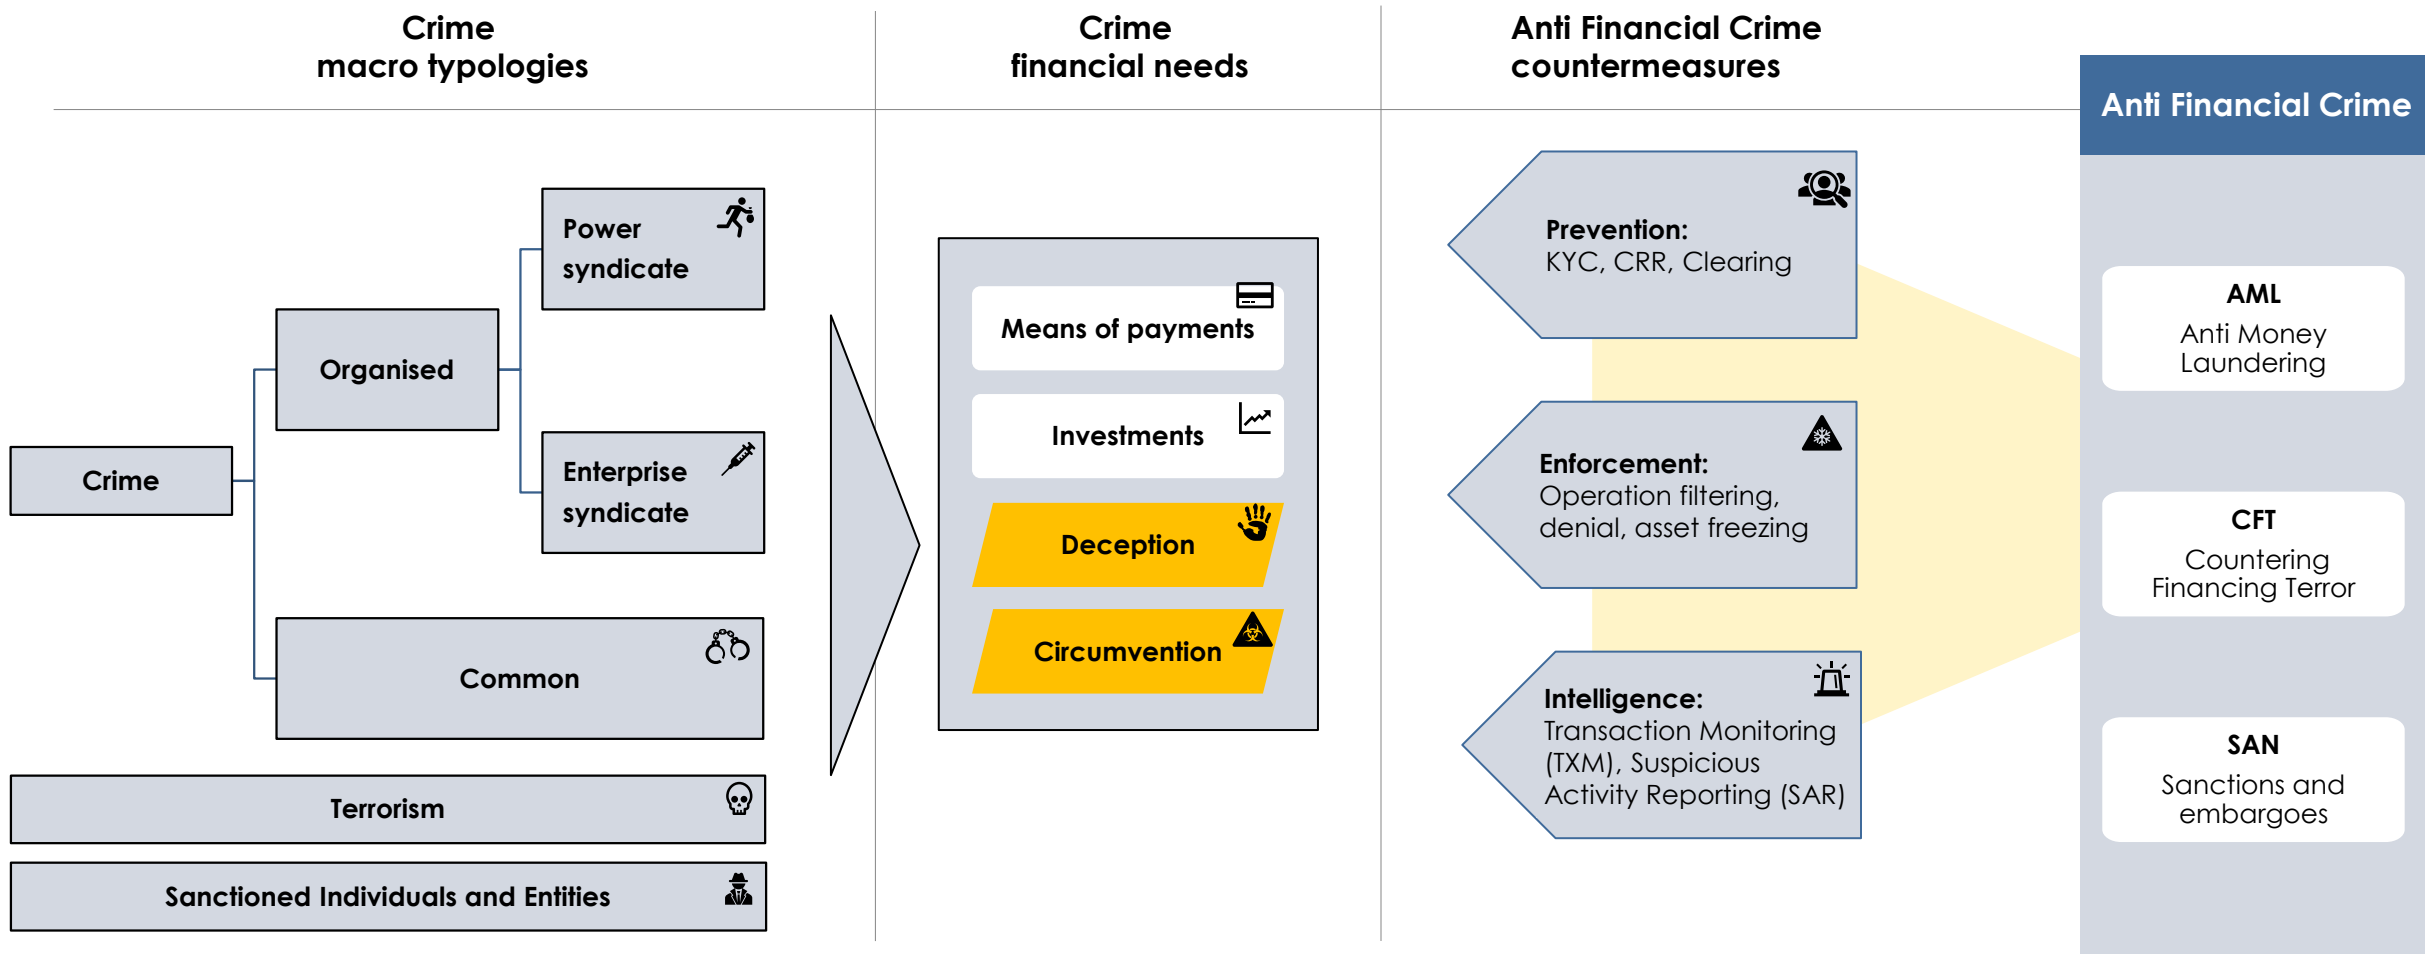 Crime
macro typologies
Crime
financial needs
Anti Financial Crime
countermeasures
Anti Financial Crime
Power
syndicate
Organised
Enterprise
syndicate
Crime
Common
Terrorism
Sanctioned Individuals and Entities
Means of payments
Investments
Deception
Circumvention
Prevention:
KYC, CRR, Clearing
Enforcement:
Operation filtering,
denial, asset freezing
Intelligence:
Transaction Monitoring
(TXM), Suspicious
Activity Reporting (SAR)
AML
Anti Money
Laundering
CFT
Countering
Financing Terror
SAN
Sanctions and
embargoes